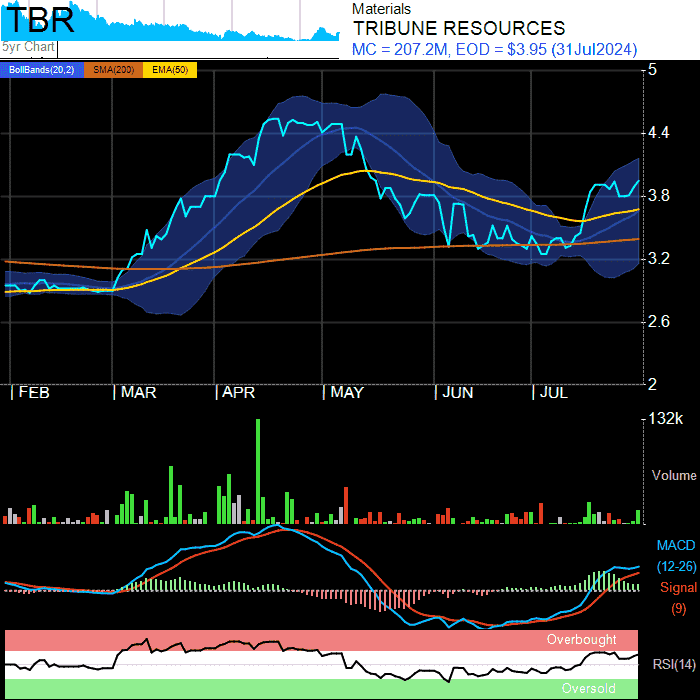 TBR
5yr Chart
Materials
TRIBUNE RESOURCES
MC = 207.2M, EOD = $3.95 (31Jul2024)
BollBands(20,2) SMA(200) EMA(50)
5
4.4
3.8
3.2
2.6
2
FEB MAR APR MAY JUN JUL
132k
Volume
MACD
(12-26)
Signal
(9)
Overbought
RSI(14)
Oversold